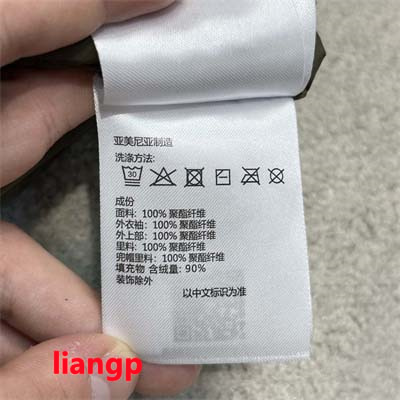 亚美尼亚制造
洗涤方法:
30
成份
面料: 100% 聚酯纤维
外衣袖: 100% 聚酯纤维
外上部: 100% 聚酯纤维
里料: 100% 聚酯纤维
兜帽里料: 100% 聚酯纤维
填充物 含绒量: 90%
装饰除外
以中文标识为准
liangp